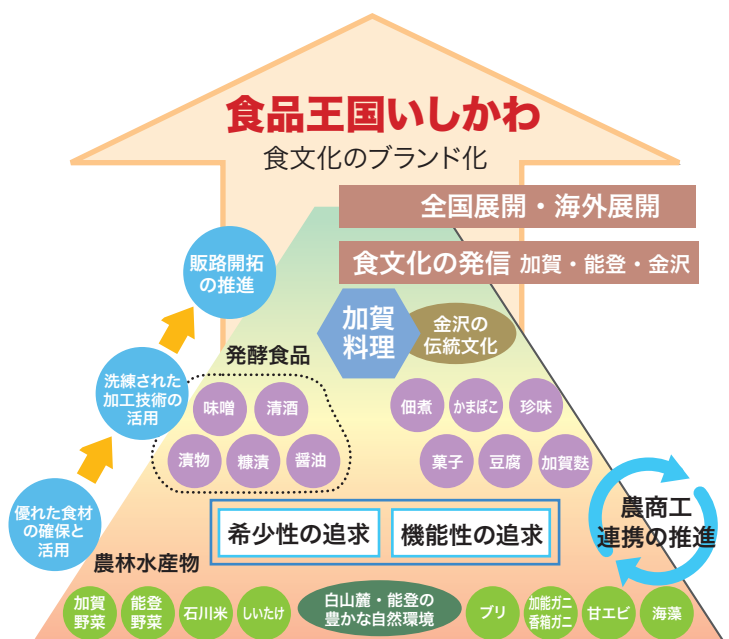 食品王国いしかわ
食文化のブランド化
全国展開・海外展開
食文化の発信 加賀・能登・金沢
販路開拓
の推進
加賀
料理
金沢の
伝統文化
洗練された
加工技術の
活用
発酵食品
味噌
清酒
漬物
糠漬
醤油
佃煮
かまぼこ
珍味
菓子
豆腐
加賀麩
優れた食材
の確保と
活用
希少性の追求
機能性の追求
農商工
連携の推進
農林水産物
加賀
野菜
能登
野菜
石川米
しいたけ
白山麓・能登の
豊かな自然環境
ブリ
加能ガニ
香箱ガニ
甘エビ
海藻